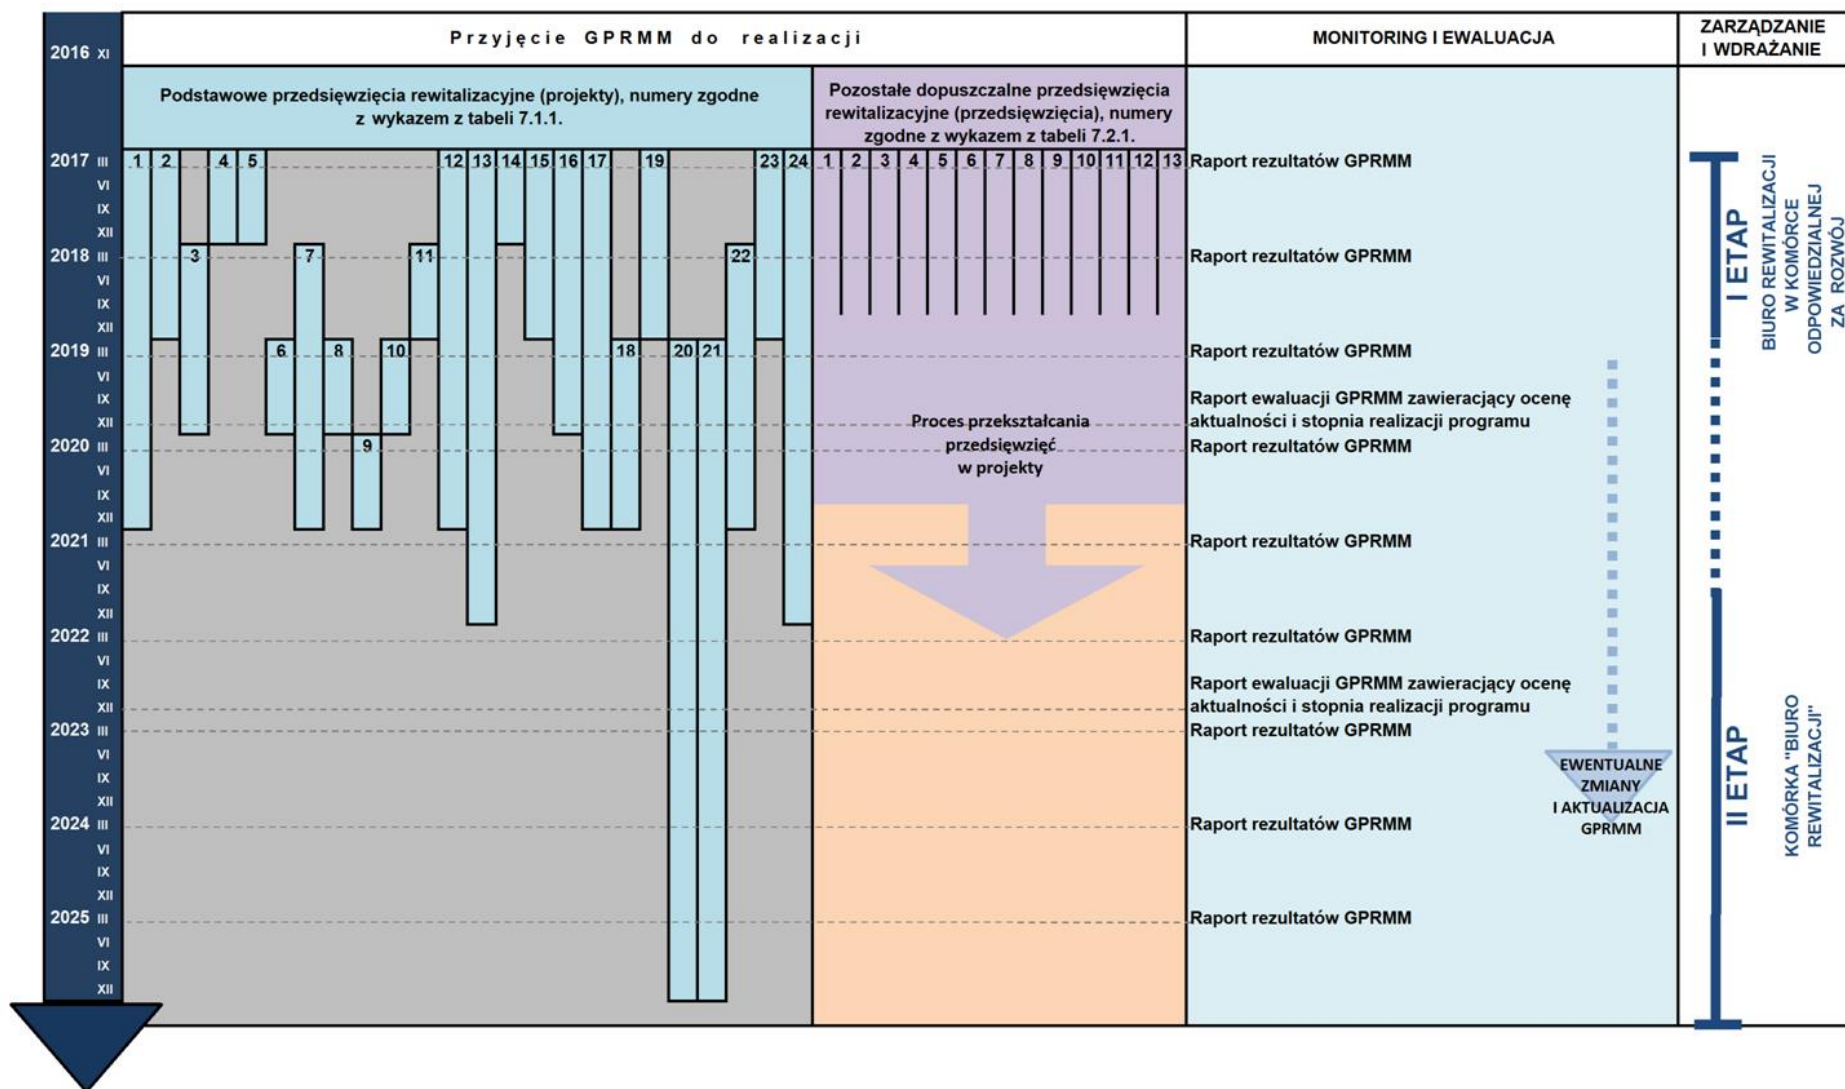 Przyjęcie GPRMM do realizacji
MONITORING I EWALUACJA
ZARZĄDZANIE
I WDRAŻANIE
2016 XI
Podstawowe przedsięwzięcia rewitalizacyjne (projekty), numery zgodne
z wykazem z tabeli 7.1.1.
Pozostałe dopuszczalne przedsięwzięcia
rewitalizacyjne (przedsięwzięcia), numery
zgodne z wykazem z tabeli 7.2.1.
2017 III
1 2 4 5 12 13 14 15 16 17 19 23 24
1 2 3 4 5 6 7 8 9 10 11 12 13
Raport rezultatów GPRMM
VI
IX
XII
2018 III
3 7 11 22
Raport rezultatów GPRMM
VI
IX
XII
2019 III
6 8 10 18 20 21
Raport rezultatów GPRMM
VI
IX
XII
Raport ewaluacji GPRMM zawierający ocenę
aktualności i stopnia realizacji programu
2020 III
9
Raport rezultatów GPRMM
Proces przekształcania
przedsięwzięć
w projekty
VI
IX
XII
2021 III
Raport rezultatów GPRMM
VI
IX
XII
2022 III
Raport rezultatów GPRMM
VI
IX
XII
Raport ewaluacji GPRMM zawierający ocenę
aktualności i stopnia realizacji programu
2023 III
Raport rezultatów GPRMM
VI
IX
XII
EWENTUALNE
ZMIANY
I AKTUALIZACJA
GPRMM
2024 III
Raport rezultatów GPRMM
VI
IX
XII
2025 III
Raport rezultatów GPRMM
VI
IX
XII
I ETAP
BIURO REWITALIZACJI
W KOMÓRCE
ODPOWIEDZIALNEJ
ZA ROZWÓJ
II ETAP
KOMÓRKA "BIURO
REWITALIZACJI"